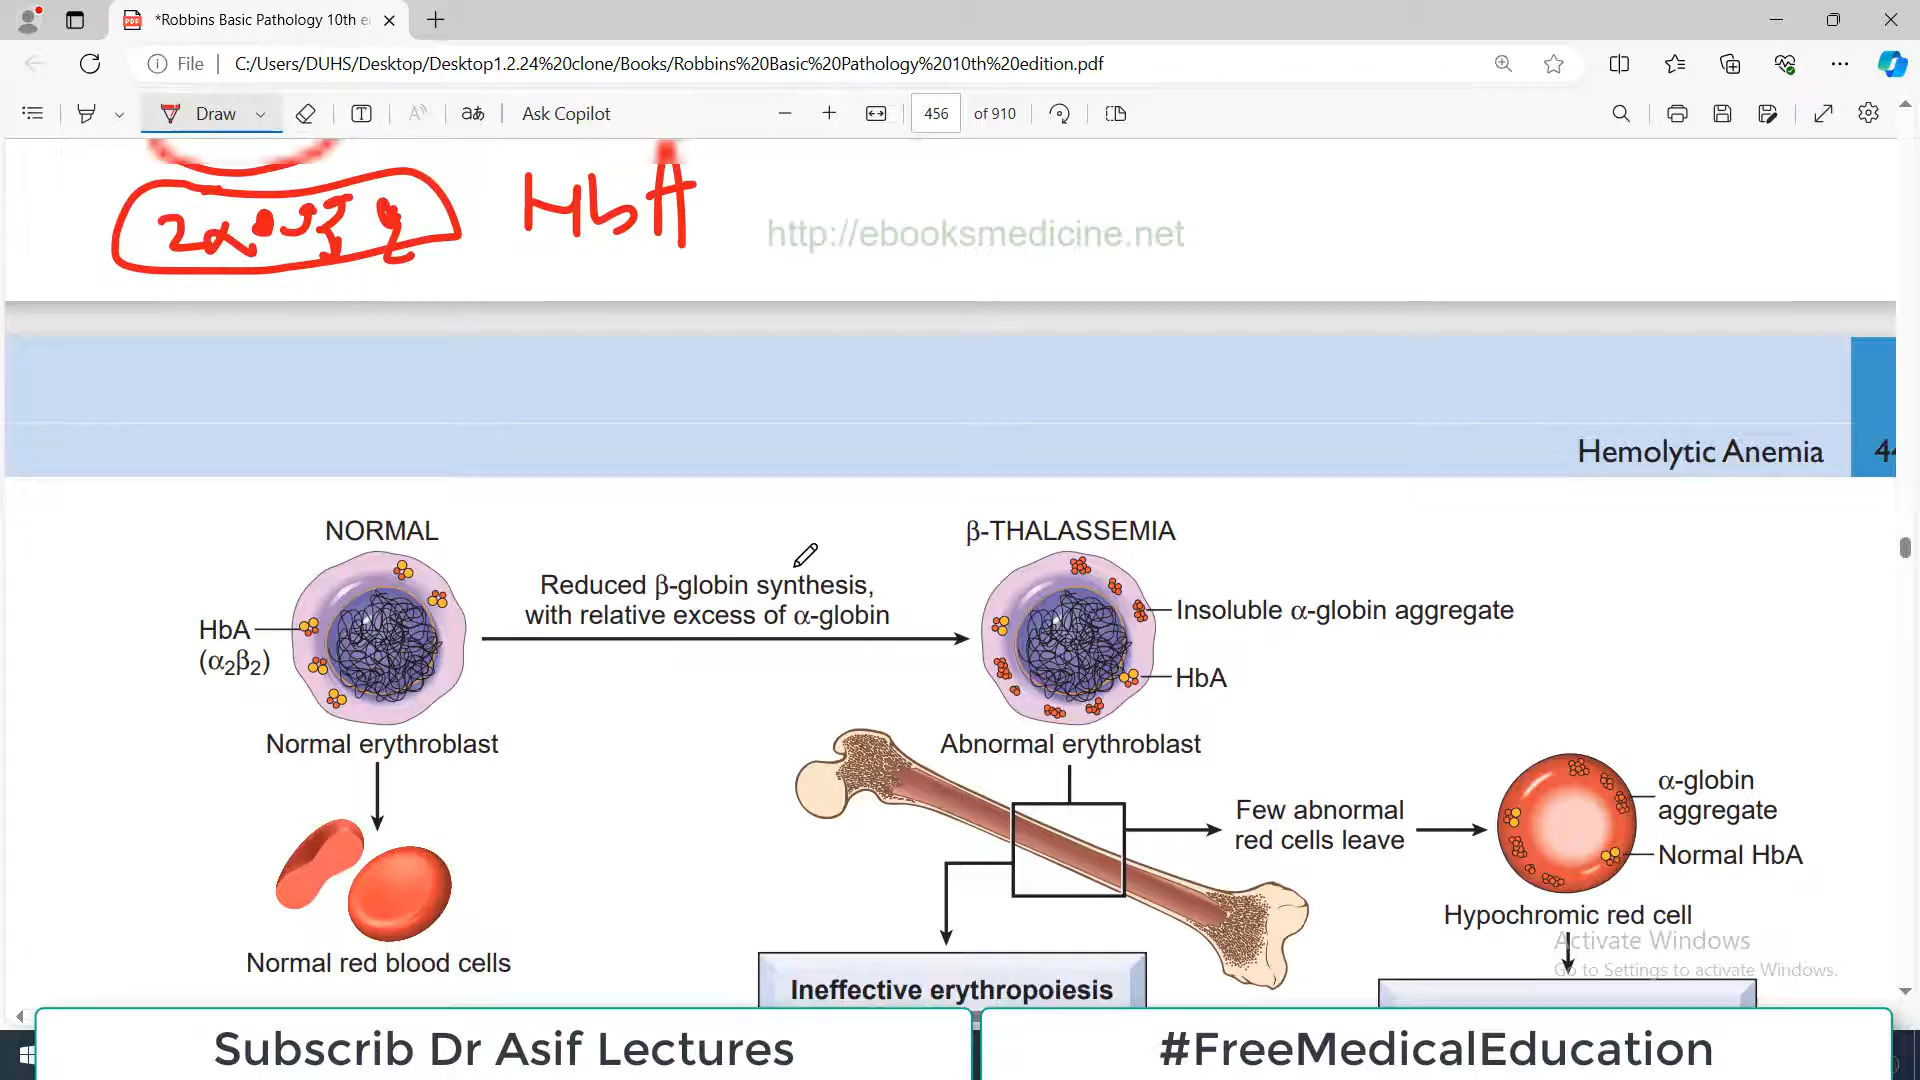 *Robbins Basic Pathology 10th e
File
C:/Users/DUHS/Desktop/Desktop1.2.24%20clone/Books/Robbins%20Basic%20Pathology%2010th%20edition.pdf
Draw
aあ
Ask Copilot
456 of 910
HbA
http://ebooksmedicine.net
Hemolytic Anemia
NORMAL
β-THALASSEMIA
Reduced β-globin synthesis,
with relative excess of α-globin
Insoluble α-globin aggregate
HbA
(α₂β₂)
HbA
Normal erythroblast
Abnormal erythroblast
Few abnormal
red cells leave
α-globin
aggregate
Normal HbA
Hypochromic red cell
Normal red blood cells
Ineffective erythropoiesis
Activate Windows
Go to Settings to activate Windows.
Subscrib Dr Asif Lectures
#FreeMedicalEducation